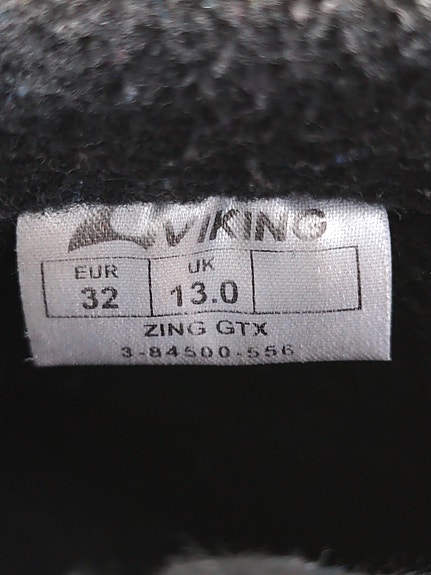 VIKING
EUR UK
32 13.0
ZING GTX
3-84500-556